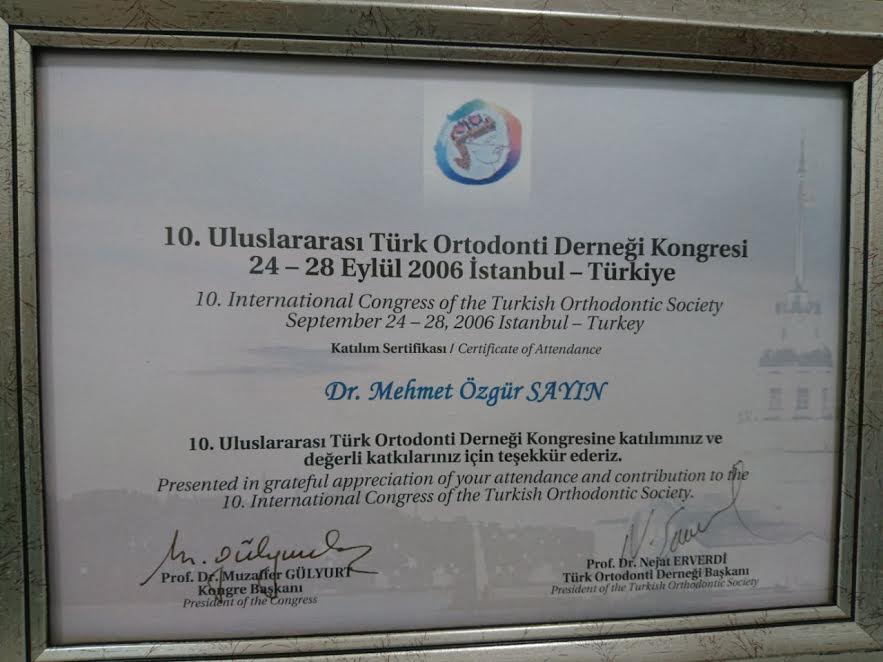 10. Uluslararası Türk Ortodonti Derneği Kongresi
24 – 28 Eylül 2006 İstanbul – Türkiye
10. International Congress of the Turkish Orthodontic Society
September 24 – 28, 2006 Istanbul – Turkey
Katılım Sertifikası / Certificate of Attendance
Dr. Mehmet Özgür SAYIN
10. Uluslararası Türk Ortodonti Derneği Kongresine katılımınız ve
değerli katkılarınız için teşekkür ederiz.
Presented in grateful appreciation of your attendance and contribution to the
10. International Congress of the Turkish Orthodontic Society.
M. Gülyurt
Prof. Dr. Muzaffer GÜLYURT
Kongre Başkanı
President of the Congress
Prof. Dr. Nejat ERVERDİ
Türk Ortodonti Derneği Başkanı
President of the Turkish Orthodontic Society